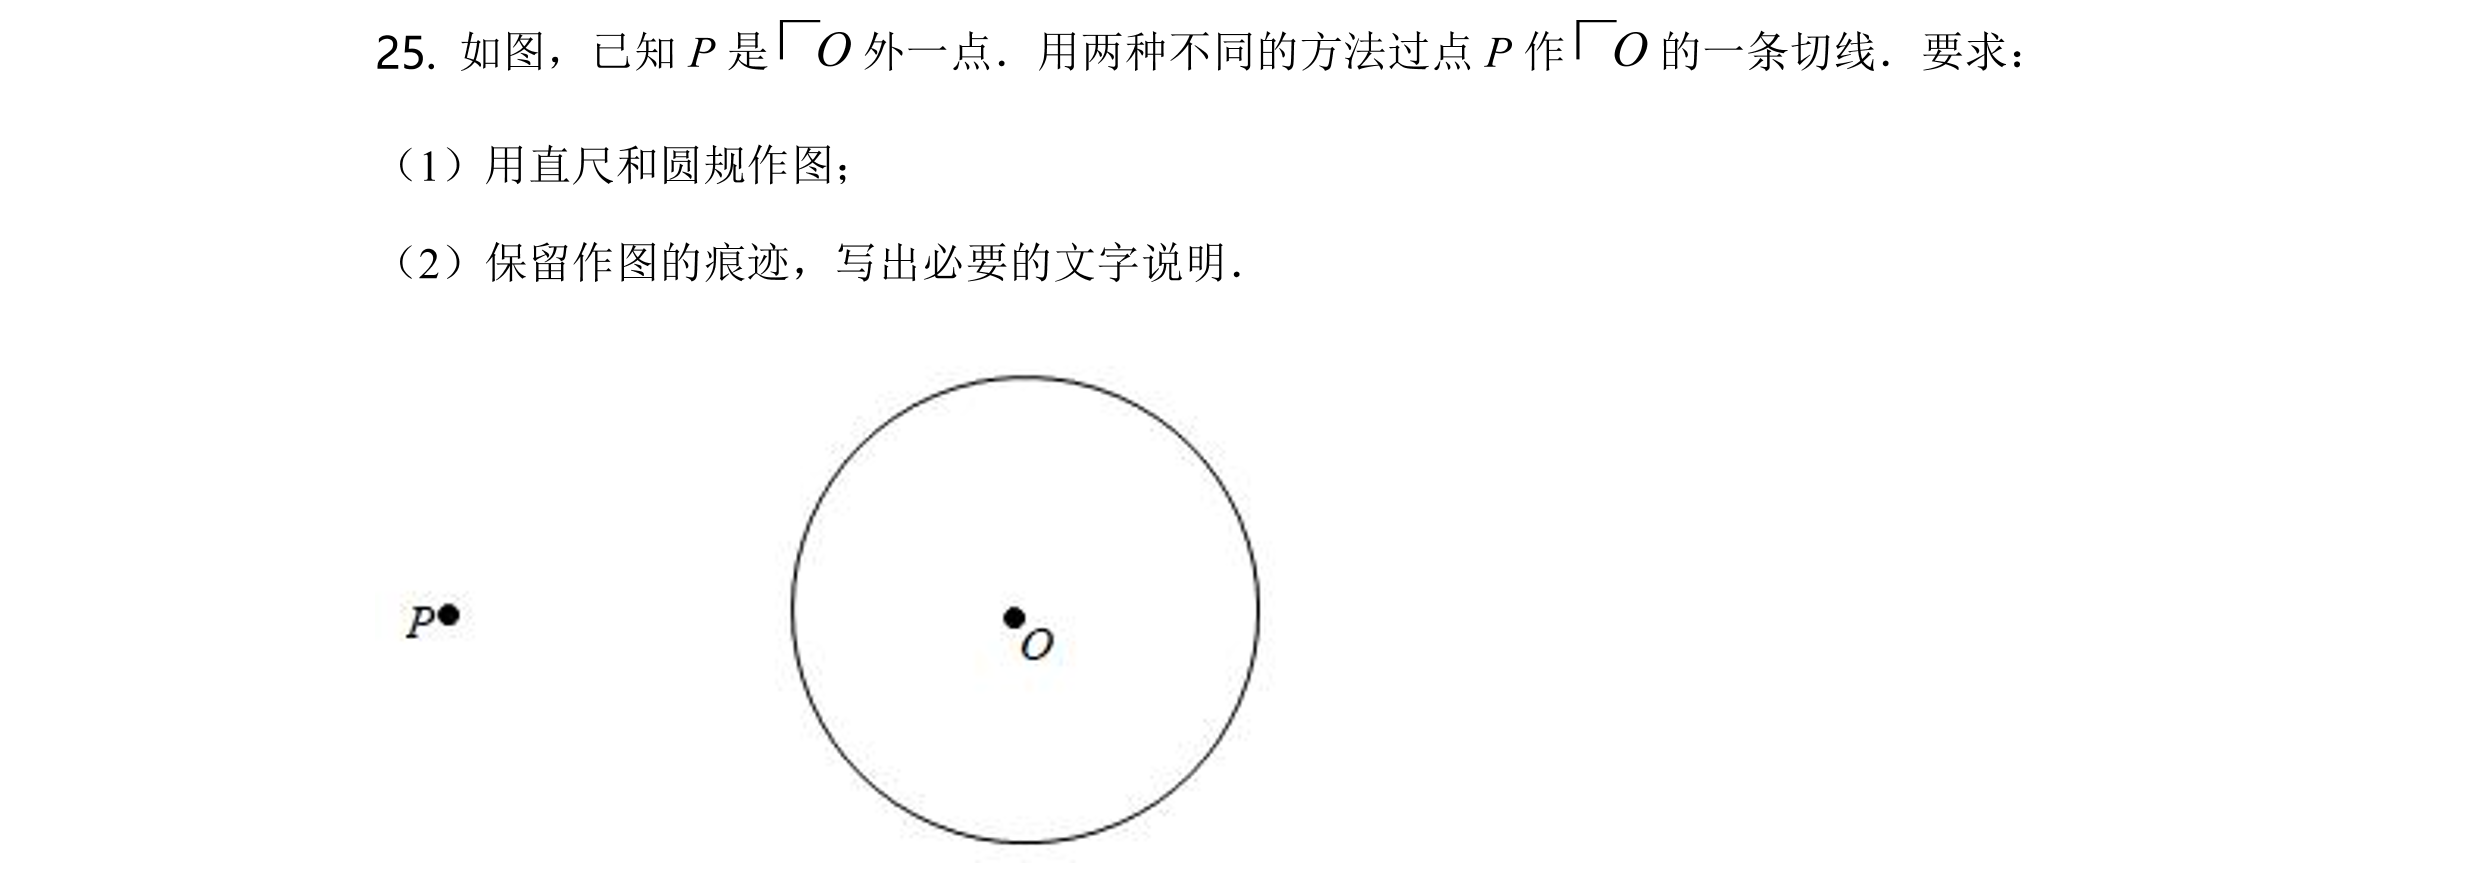 25. 如图，已知 P 是⎾O 外一点．用两种不同的方法过点 P 作⎾O 的一条切线．要求：
（1）用直尺和圆规作图；
（2）保留作图的痕迹，写出必要的文字说明．
P
O